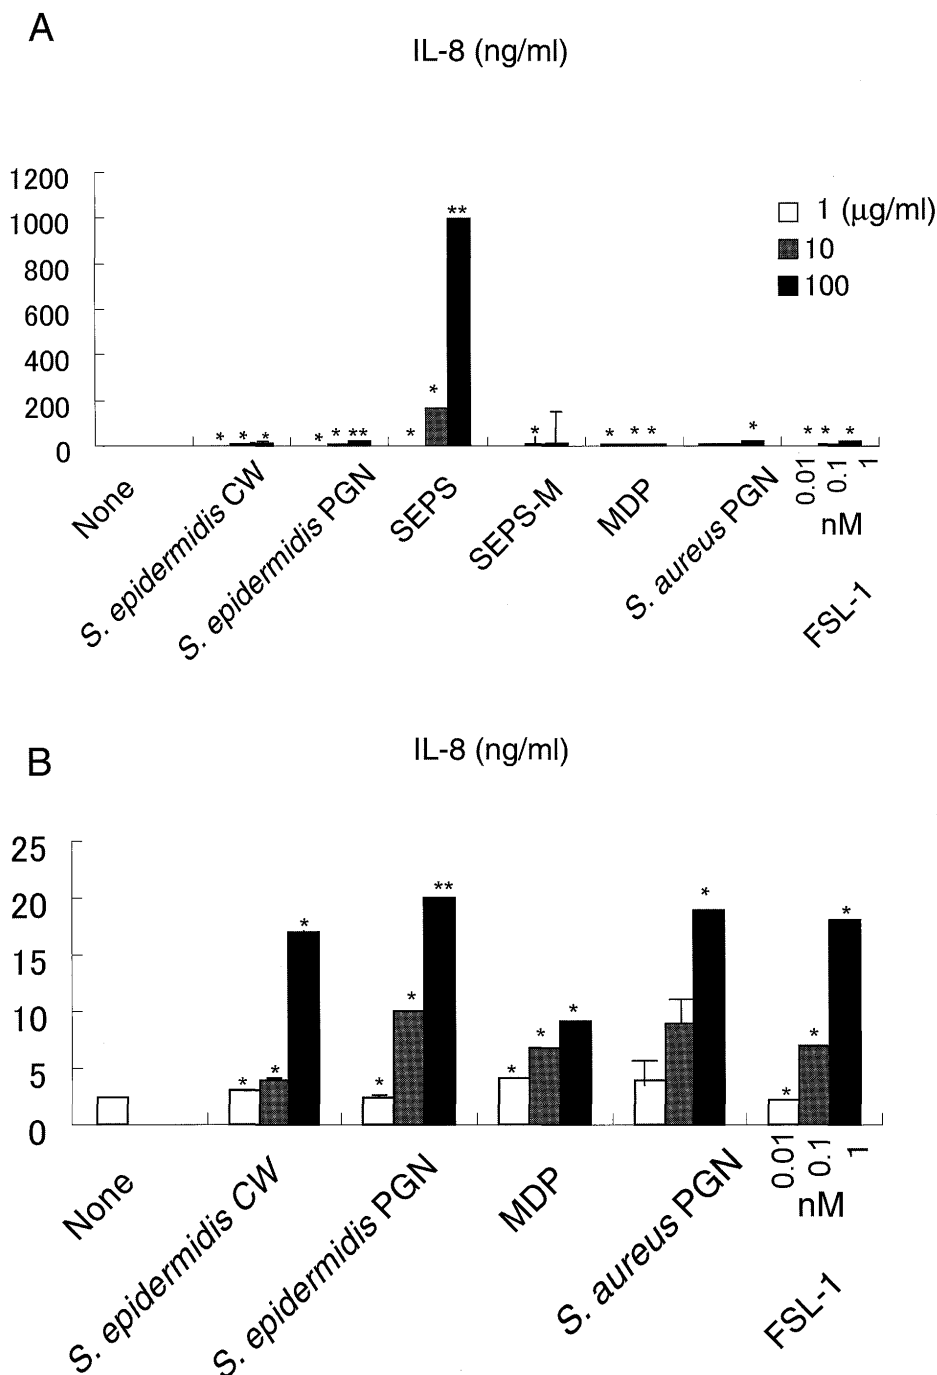 A
IL-8 (ng/ml)
1200
1000
800
600
400
200
0
1 (μg/ml)
10
100
** 
* * *
* * **
* *
*
* * *
*
* * *
None
S. epidermidis CW
S. epidermidis PGN
SEPS
SEPS-M
MDP
S. aureus PGN
0.01
0.1
1
nM
FSL-1
B
IL-8 (ng/ml)
25
20
15
10
5
0
* * *
* * **
* * *
*
* * *
None
S. epidermidis CW
S. epidermidis PGN
MDP
S. aureus PGN
0.01
0.1
1
nM
FSL-1